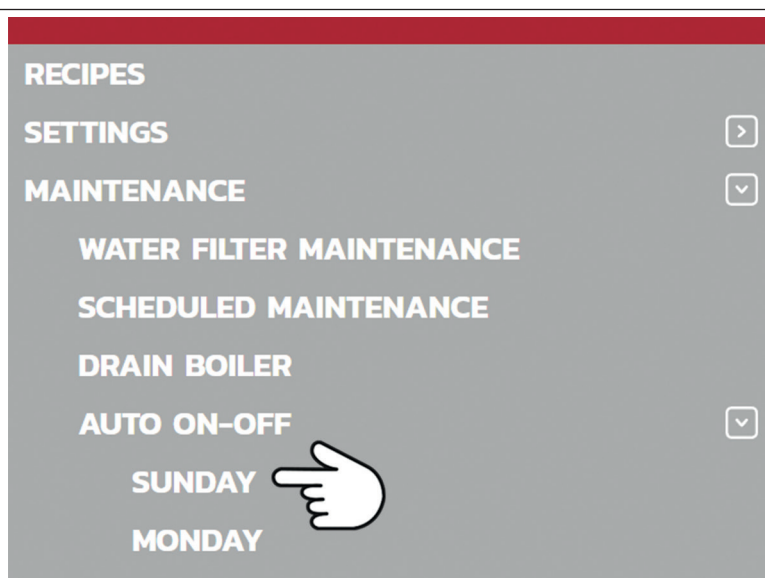 RECIPES
SETTINGS
MAINTENANCE
WATER FILTER MAINTENANCE
SCHEDULED MAINTENANCE
DRAIN BOILER
AUTO ON-OFF
SUNDAY
MONDAY